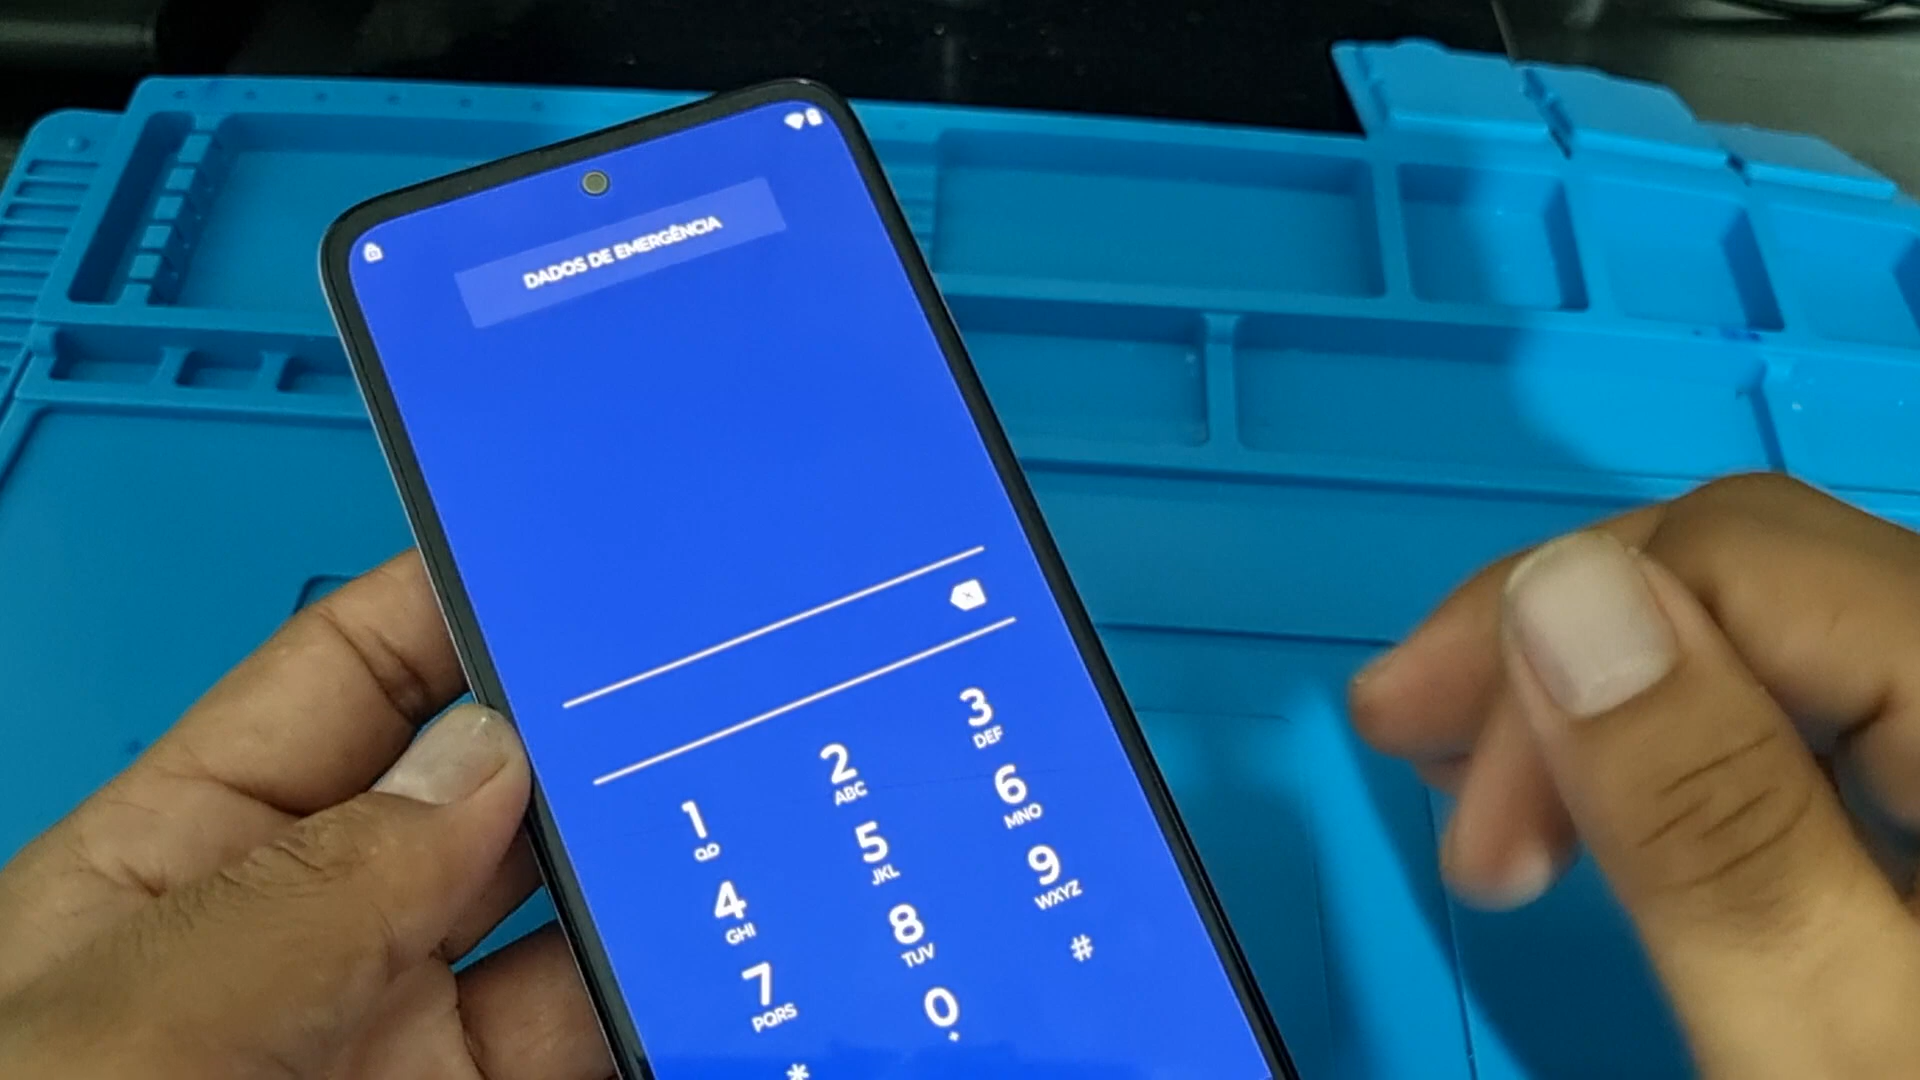 DADOS DE EMERGÊNCIA
1 2 ABC 3 DEF
4 GHI 5 JKL 6 MNO
7 PQRS 8 TUV 9 WXYZ
* 0 + #